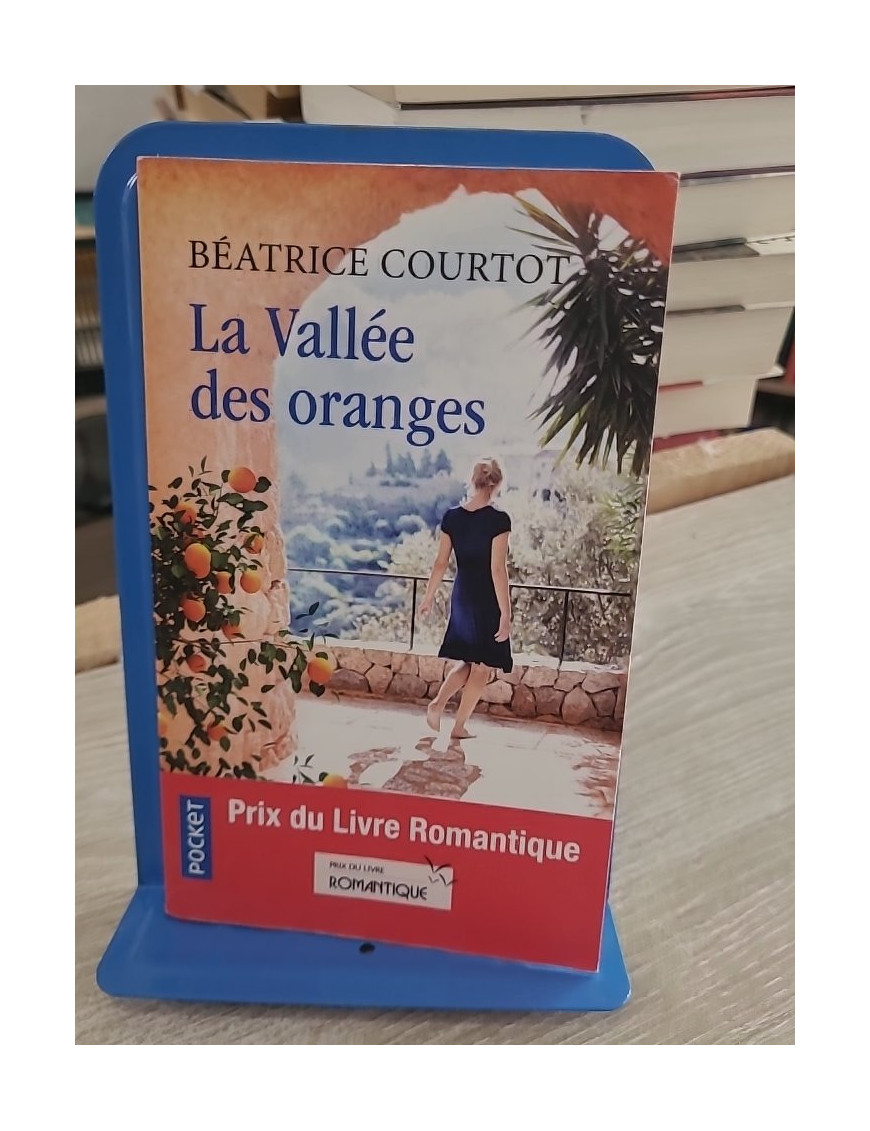 BÉATRICE COURTOT
La Vallée
des oranges
POCKET
Prix du Livre Romantique
PRIX DU LIVRE
ROMANTIQUE